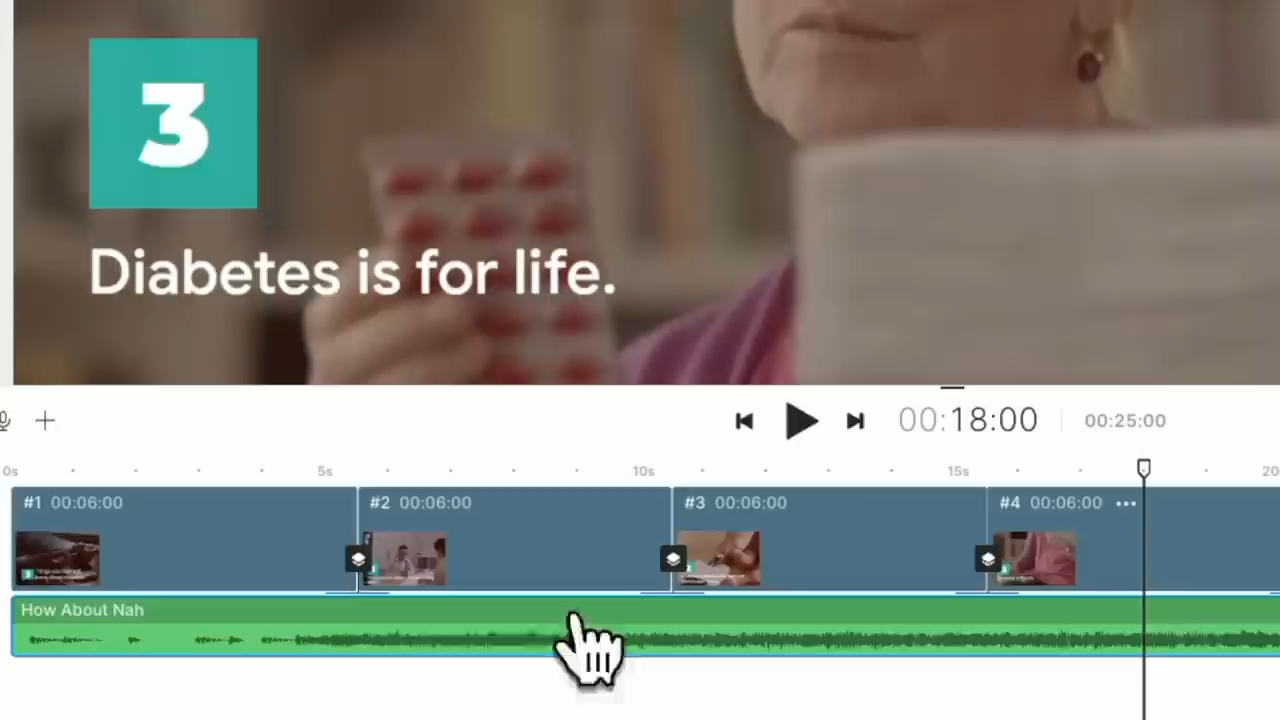 3
Diabetes is for life.
00:18:00
00:25:00
0s 5s 10s 15s 20
#1 00:06:00 #2 00:06:00 #3 00:06:00 #4 00:06:00
How About Nah